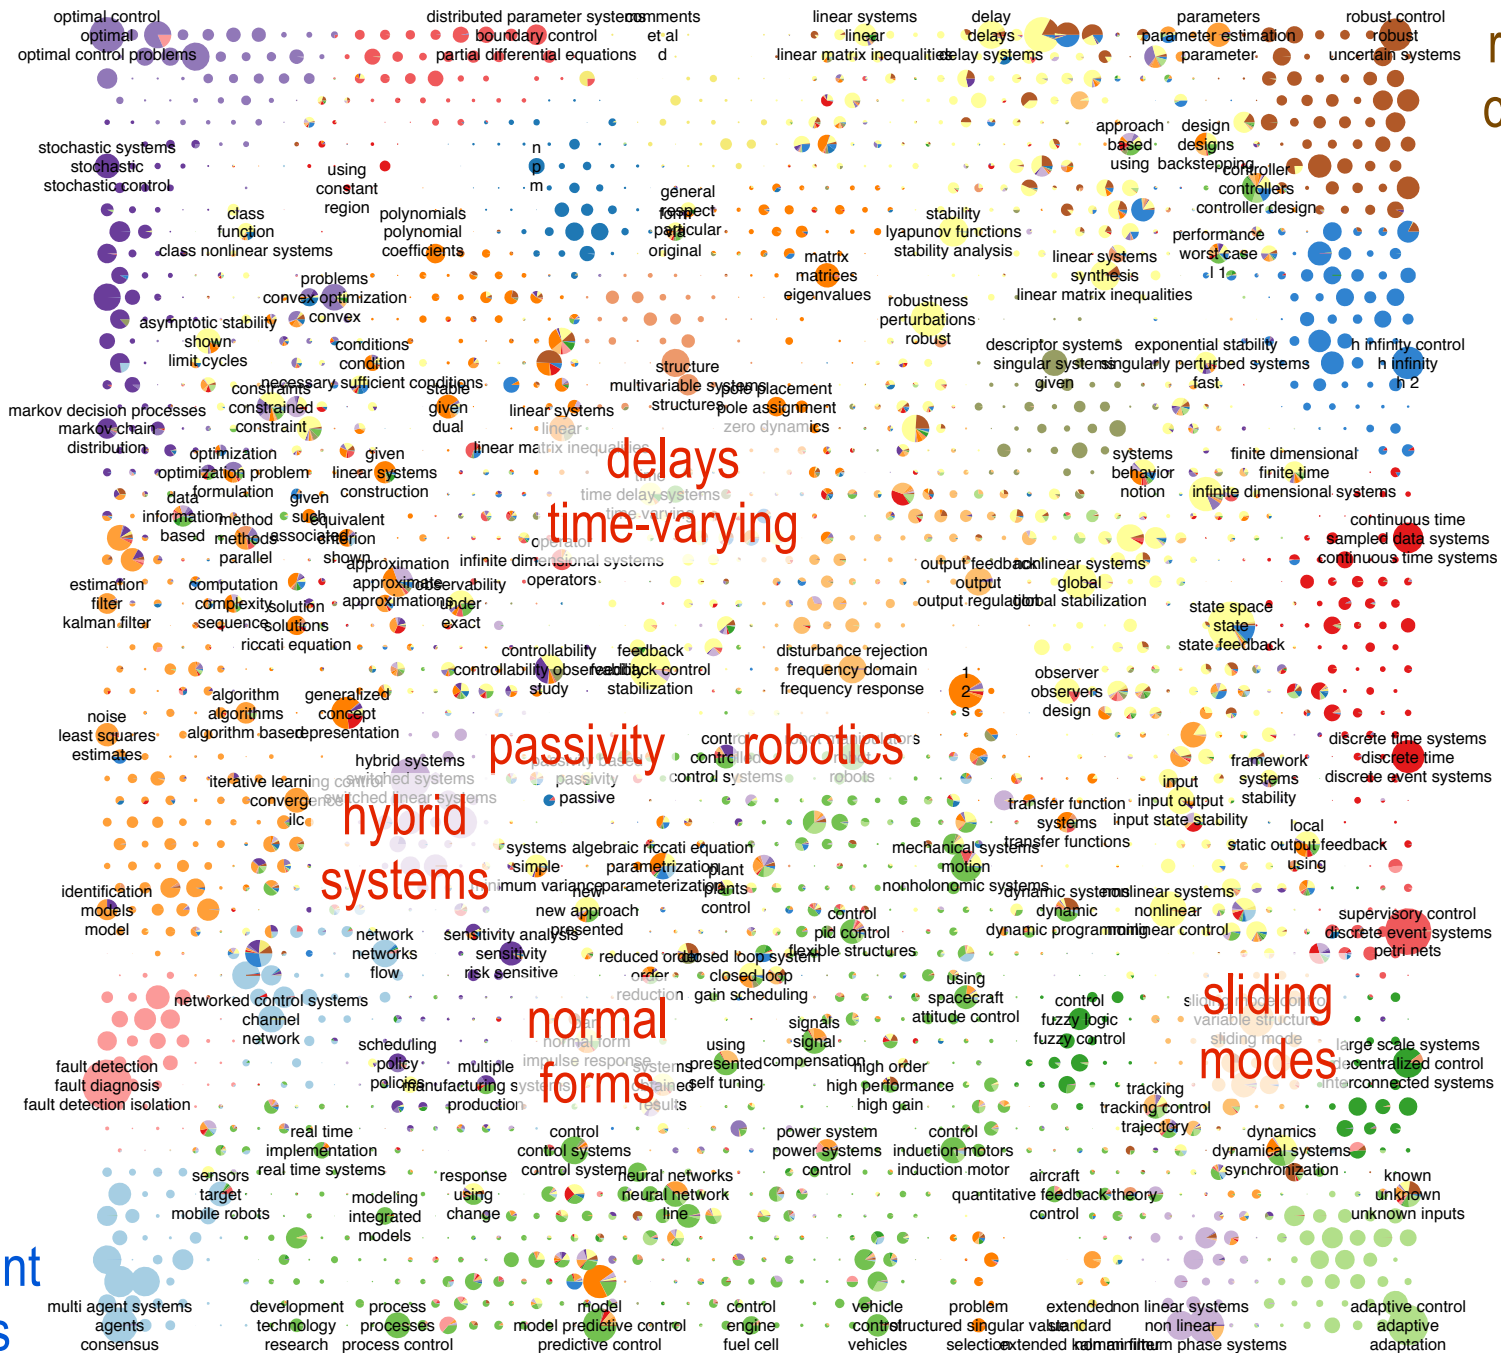 optimal control
optimal
optimal control problems
distributed parameter systems
boundary control
partial differential equations
comments
et al
d
linear systems
linear
linear matrix inequalities
delay
delays
delay systems
parameters
parameter estimation
parameter
robust control
robust
uncertain systems
r
c
stochastic systems
stochastic
stochastic control
using
constant
region
n
p
m
approach
based
using
design
designs
backstepping
controller
controllers
controller design
class
function
class nonlinear systems
polynomials
polynomial
coefficients
general
respect
particular
original
stability
lyapunov functions
stability analysis
performance
worst case
l 1
problems
convex optimization
convex
matrix
matrices
eigenvalues
linear systems
synthesis
linear matrix inequalities
robustness
perturbations
robust
asymptotic stability
shown
limit cycles
conditions
condition
necessary sufficient conditions
structure
multivariable systems
structures
descriptor systems
singular systems
given
exponential stability
singularly perturbed systems
fast
h infinity control
h infinity
h 2
constraints
constrained
constraint
stable
given
dual
pole placement
pole assignment
zero dynamics
markov decision processes
markov chain
distribution
linear systems
linear
linear matrix inequalities
delays
time-varying
optimization
optimization problem
formulation
given
linear systems
construction
time
time delay systems
time varying
systems
behavior
notion
finite dimensional
finite time
infinite dimensional systems
data
information
based
given
such
associated
method
methods
parallel
equivalent
criterion
shown
operator
infinite dimensional systems
operators
continuous time
sampled data systems
continuous time systems
approximation
approximate
approximations
observability
under
exact
output feedback
output
output regulation
nonlinear systems
global
global stabilization
estimation
filter
kalman filter
computation
complexity
sequence
solution
solutions
riccati equation
state space
state
state feedback
controllability
controllability observability
study
feedback
feedback control
stabilization
disturbance rejection
frequency domain
frequency response
1
2
s
observer
observers
design
noise
least squares
estimates
algorithm
algorithms
algorithm based
generalized
concept
representation
passivity
robotics
hybrid systems
switched systems
switched linear systems
passivity based
passivity
passive
control
controlled
control systems
robot manipulators
robot
robots
discrete time systems
discrete time
discrete event systems
iterative learning control
convergence
ilc
hybrid
systems
input
input output
input state stability
framework
systems
stability
transfer function
systems
transfer functions
local
static output feedback
using
systems
simple
minimum variance
algebraic riccati equation
parametrization
parameterization
plant
plants
control
mechanical systems
motion
nonholonomic systems
identification
models
model
new
new approach
presented
control
pid control
flexible structures
dynamic systems
dynamic
dynamic programming
nonlinear systems
nonlinear
nonlinear control
supervisory control
discrete event systems
petri nets
network
networks
flow
sensitivity analysis
sensitivity
risk sensitive
reduced order
order
reduction
closed loop system
closed loop
gain scheduling
using
spacecraft
attitude control
control
fuzzy logic
fuzzy control
sliding mode control
variable structure
sliding mode
sliding
modes
networked control systems
channel
network
normal form
impulse response
normal
forms
signals
signal
compensation
scheduling
policy
policies
multiple
manufacturing systems
production
systems
obtained
results
using
presented
self tuning
high order
high performance
high gain
large scale systems
decentralized control
interconnected systems
fault detection
fault diagnosis
fault detection isolation
tracking
tracking control
trajectory
real time
implementation
real time systems
control
control systems
control system
power system
power systems
control
control
induction motors
induction motor
dynamics
dynamical systems
synchronization
sensors
target
mobile robots
modeling
integrated
models
response
using
change
neural networks
neural network
line
aircraft
quantitative feedback theory
control
known
unknown
unknown inputs
nt
s
multi agent systems
agents
consensus
development
technology
research
process
processes
process control
model
model predictive control
predictive control
control
engine
fuel cell
vehicle
control
vehicles
problem
structured singular value
selection
extended
standard
extended kalman filter
non linear systems
non linear
minimum phase systems
adaptive control
adaptive
adaptation